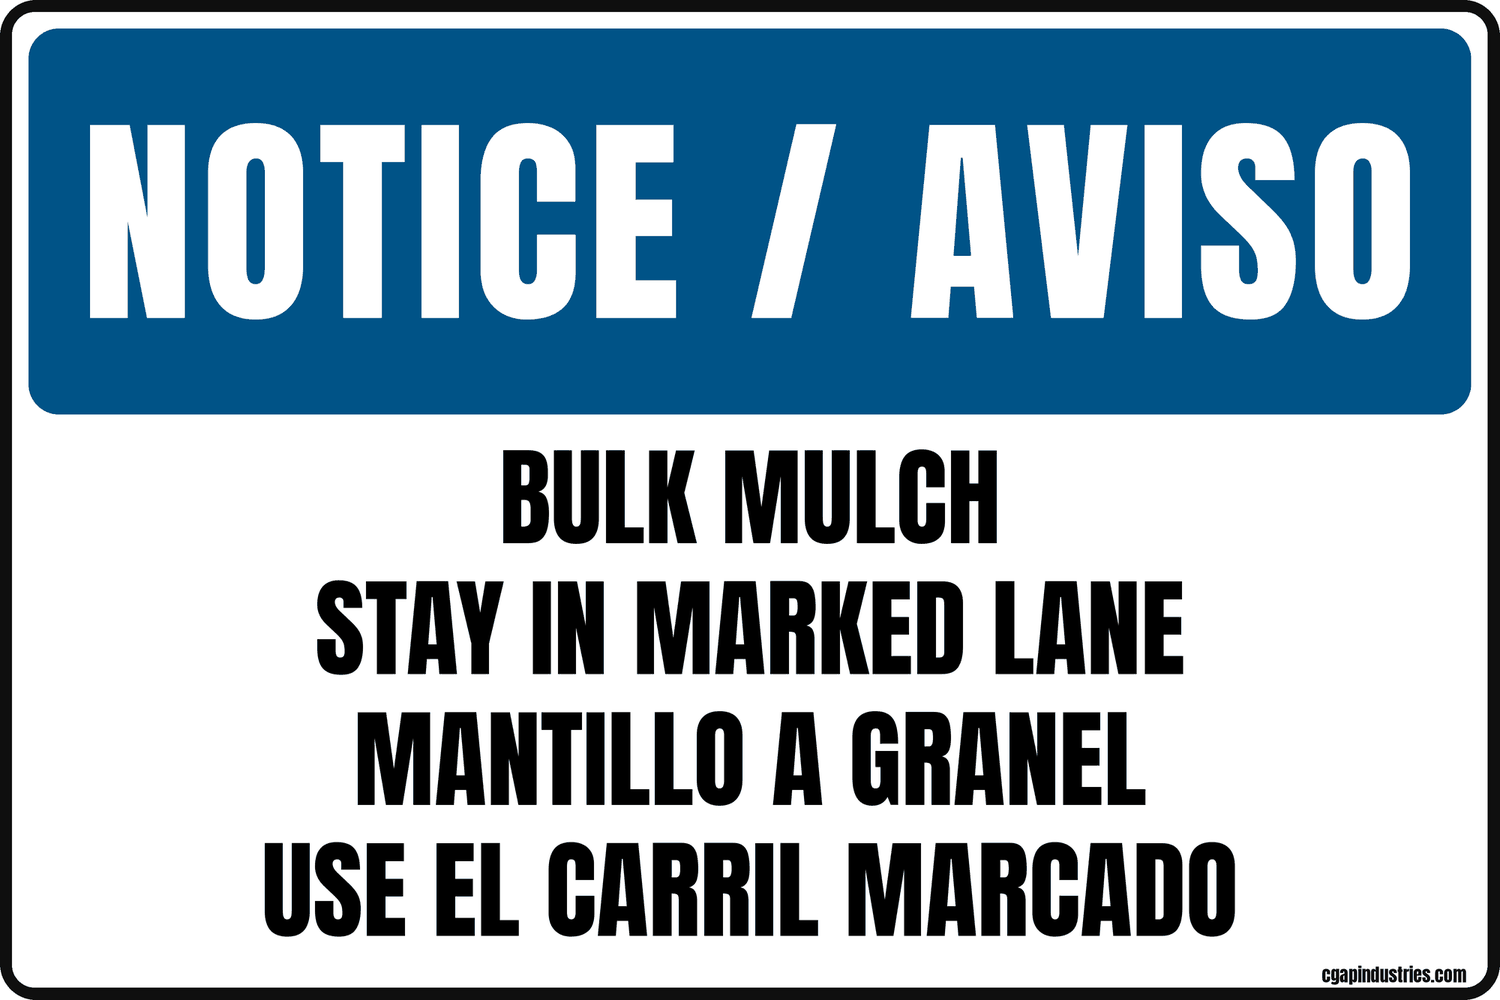 NOTICE / AVISO
BULK MULCH
STAY IN MARKED LANE
MANTILLO A GRANEL
USE EL CARRIL MARCADO
cgapindustries.com